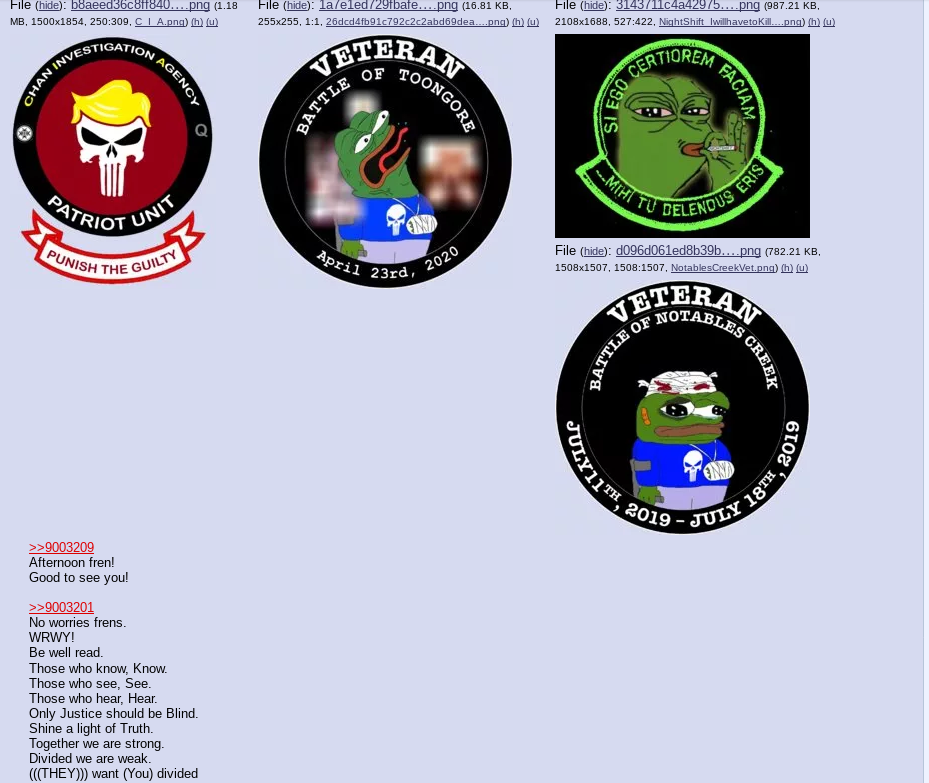 File (hide): b8aeed36c8ff840….png (1.18
MB, 1500x1854, 250:309, C_I_A.png) (h) (u)
CHAN INVESTIGATION AGENCY
Q
PATRIOT UNIT
PUNISH THE GUILTY
File (hide): 1a7e1ed729fbafe….png (16.81 KB,
255x255, 1:1, 26dcd4fb91c792c2c2abd69dea….png) (h) (u)
VETERAN
BATTLE OF TOONGORE
April 23rd, 2020
File (hide): 3143711c4a42975….png (987.21 KB,
2108x1688, 527:422, NightShift_IwillhavetoKill….png) (h) (u)
SI EGO CERTIOREM FACIAM
...MIHI TU DELENDUS ERIS
File (hide): d096d061ed8b39b….png (782.21 KB,
1508x1507, 1508:1507, NotablesCreekVet.png) (h) (u)
VETERAN
BATTLE OF NOTABLES CREEK
JULY 11TH, 2019 - JULY 18TH, 2019
>>9003209
Afternoon fren!
Good to see you!
>>9003201
No worries frens.
WRWY!
Be well read.
Those who know, Know.
Those who see, See.
Those who hear, Hear.
Only Justice should be Blind.
Shine a light of Truth.
Together we are strong.
Divided we are weak.
(((THEY))) want (You) divided